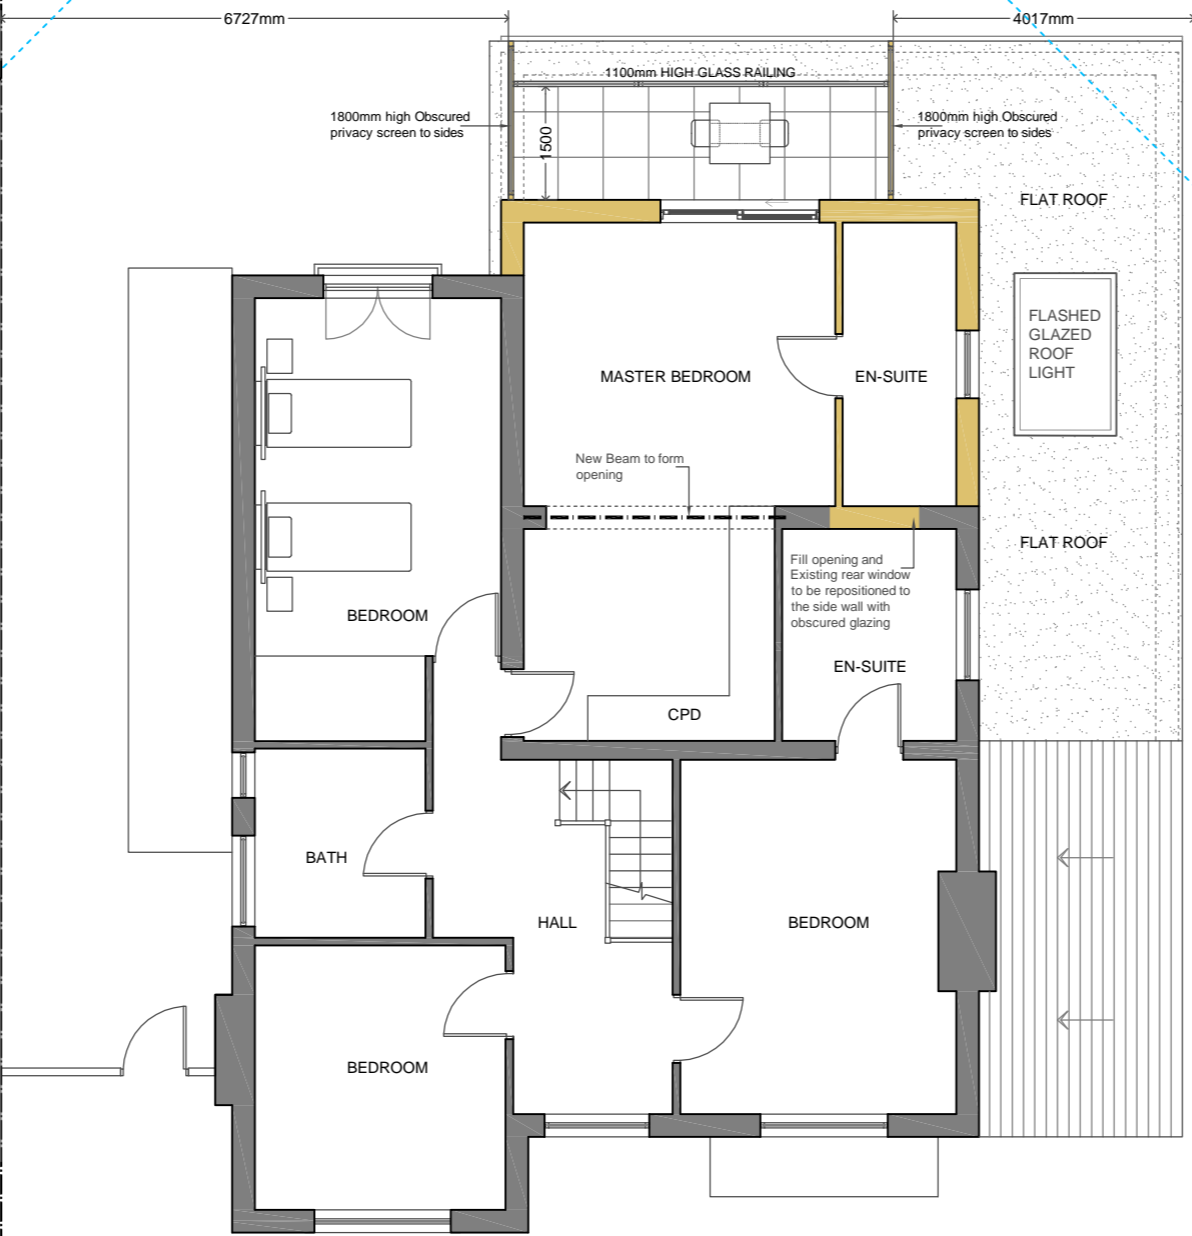 6727mm
4017mm
1100mm HIGH GLASS RAILING
1800mm high Obscured
privacy screen to sides
1500
1800mm high Obscured
privacy screen to sides
FLAT ROOF
FLASHED
GLAZED
ROOF
LIGHT
MASTER BEDROOM
EN-SUITE
New Beam to form
opening
FLAT ROOF
Fill opening and
Existing rear window
to be repositioned to
the side wall with
obscured glazing
BEDROOM
EN-SUITE
CPD
BATH
HALL
BEDROOM
BEDROOM